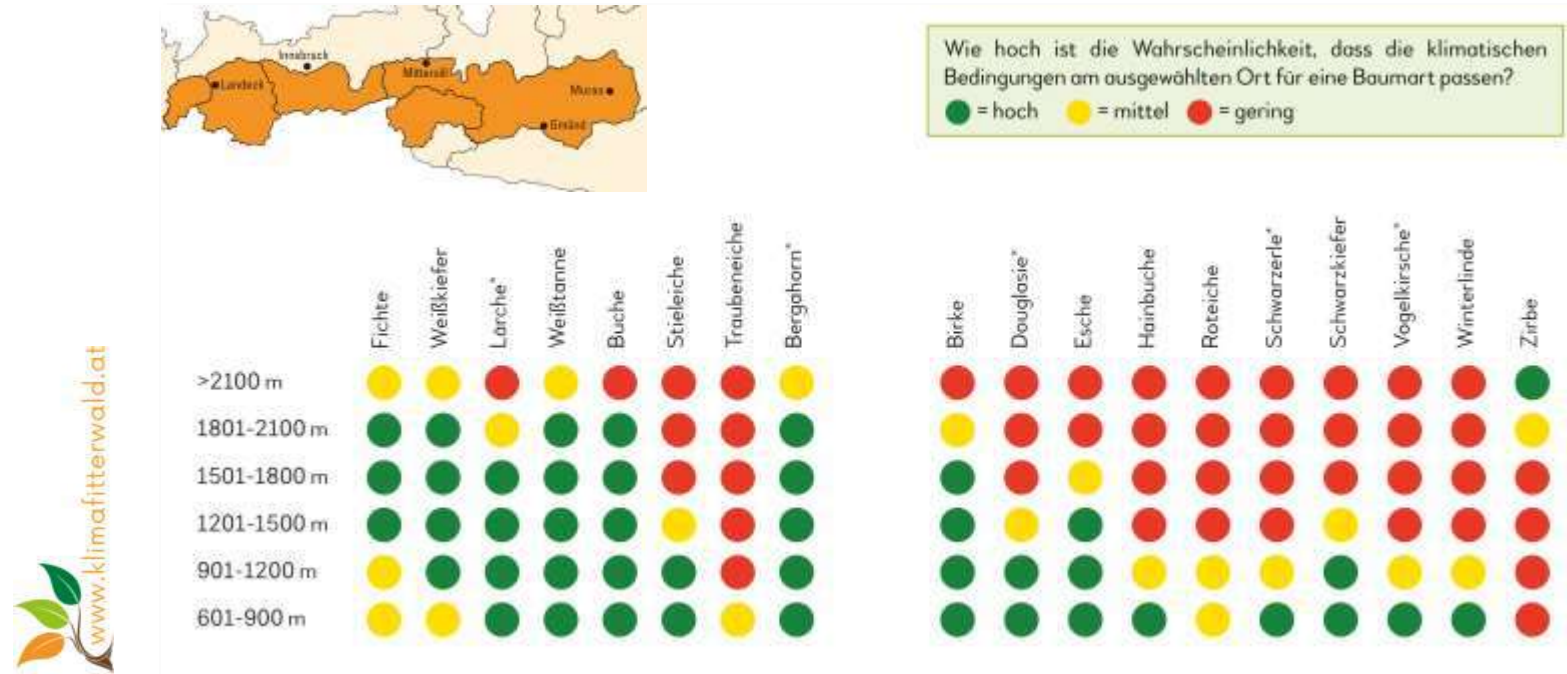 Innsbruck
Landeck
Mittersill
Murau
Gmünd
Wie hoch ist die Wahrscheinlichkeit, dass die klimatischen
Bedingungen am ausgewählten Ort für eine Baumart passen?
= hoch = mittel = gering
Fichte
Weißkiefer
Lärche*
Weißtanne
Buche
Stieleiche
Traubeneiche
Bergahorn*
Birke
Douglasie*
Esche
Hainbuche
Roteiche
Schwarzerle*
Schwarzkiefer
Vogelkirsche*
Winterlinde
Zirbe
>2100 m
1801-2100 m
1501-1800 m
1201-1500 m
901-1200 m
601-900 m
www.klimafitterwald.at